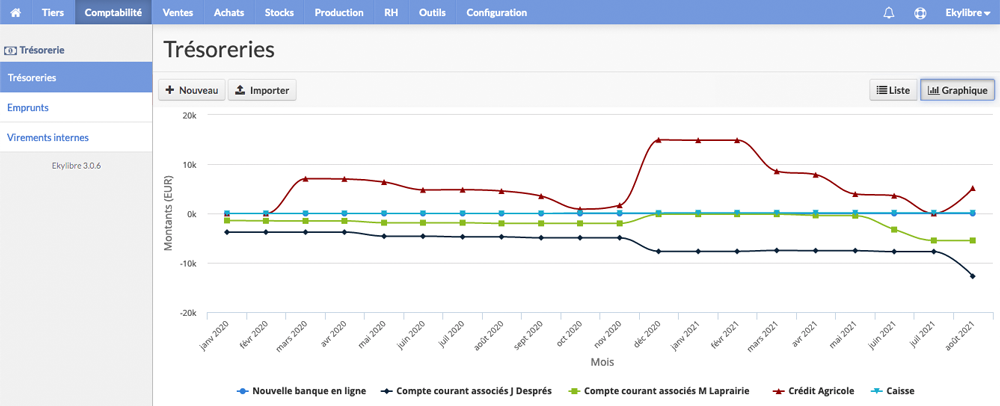 Tiers Comptabilité Ventes Achats Stocks Production RH Outils Configuration Ekylibre
Trésorerie
Trésoreries
Emprunts
Virements internes
Ekylibre 3.0.6
Trésoreries
Nouveau Importer Liste Graphique
Montants (EUR)
20k
10k
0k
-10k
-20k
janv 2020 févr 2020 mars 2020 avr 2020 mai 2020 juin 2020 juil 2020 août 2020 sept 2020 oct 2020 nov 2020 déc 2020 janv 2021 févr 2021 mars 2021 avr 2021 mai 2021 juin 2021 juil 2021 août 2021
Mois
Nouvelle banque en ligne Compte courant associés J Després Compte courant associés M Laprairie Crédit Agricole Caisse